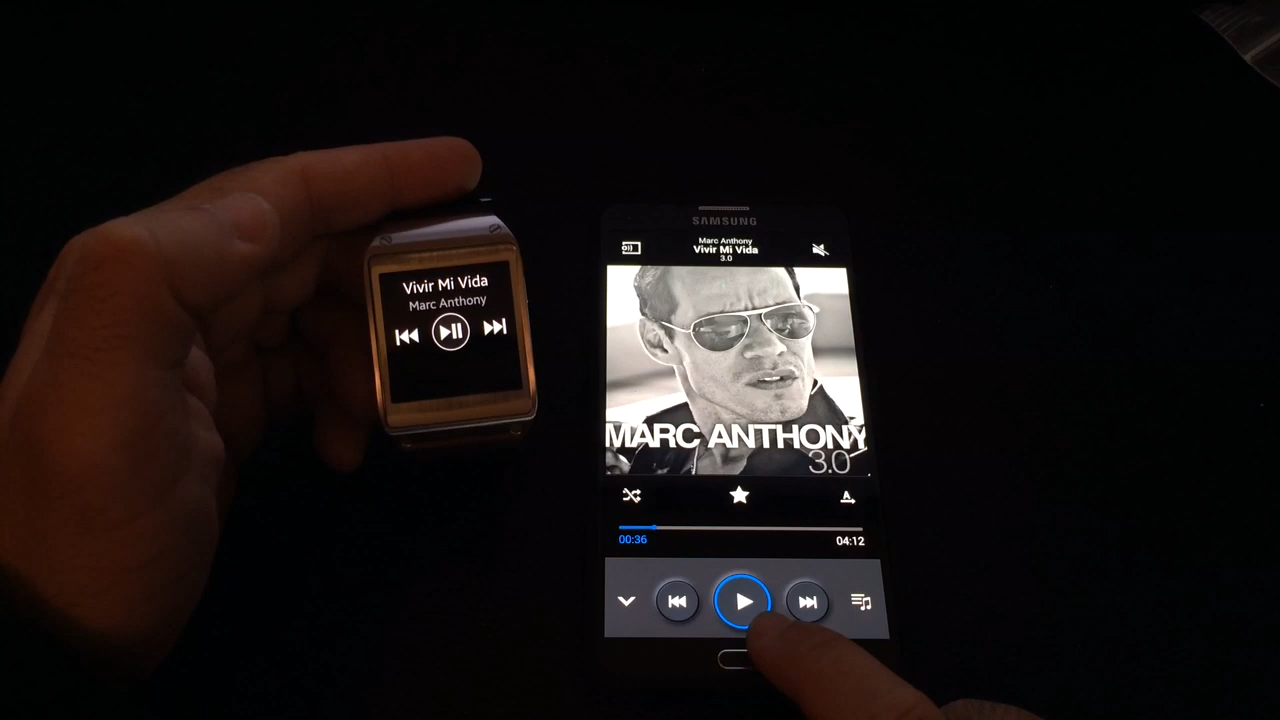 Vivir Mi Vida
Marc Anthony
SAMSUNG
Marc Anthony
Vivir Mi Vida
3.0
MARC ANTHONY
3.0
A
00:36
04:12